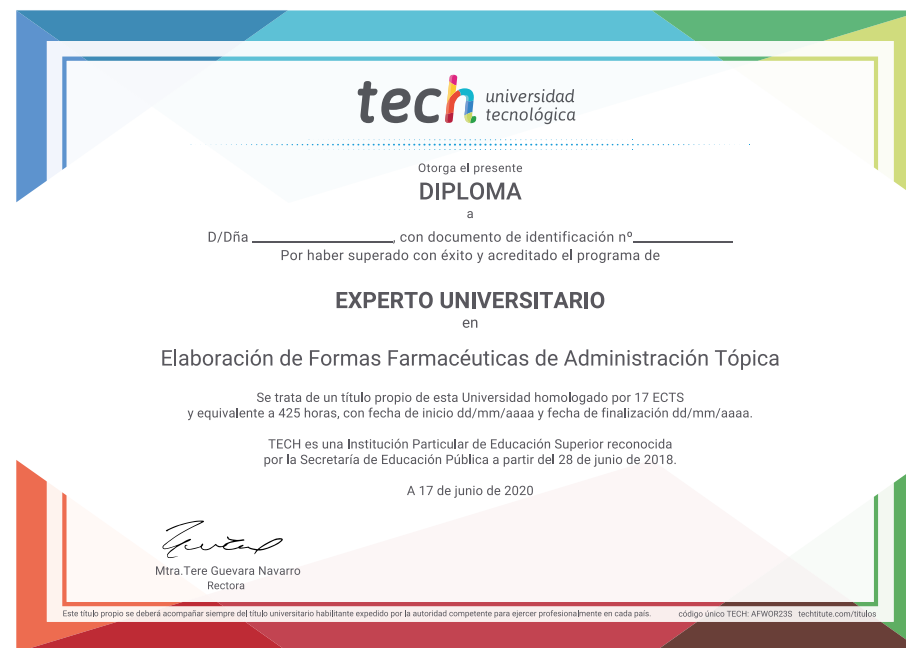 tech universidad
tecnológica
Otorga el presente
DIPLOMA
a
D/Dña ____________________, con documento de identificación nº______________
Por haber superado con éxito y acreditado el programa de
EXPERTO UNIVERSITARIO
en
Elaboración de Formas Farmacéuticas de Administración Tópica
Se trata de un título propio de esta Universidad homologado por 17 ECTS
y equivalente a 425 horas, con fecha de inicio dd/mm/aaaa y fecha de finalización dd/mm/aaaa.
TECH es una Institución Particular de Educación Superior reconocida
por la Secretaría de Educación Pública a partir del 28 de junio de 2018.
A 17 de junio de 2020
Mtra.Tere Guevara Navarro
Rectora
Este título propio se deberá acompañar siempre del título universitario habilitante expedido por la autoridad competente para ejercer profesionalmente en cada país. código único TECH: AFWOR23S techtitute.com/titulos